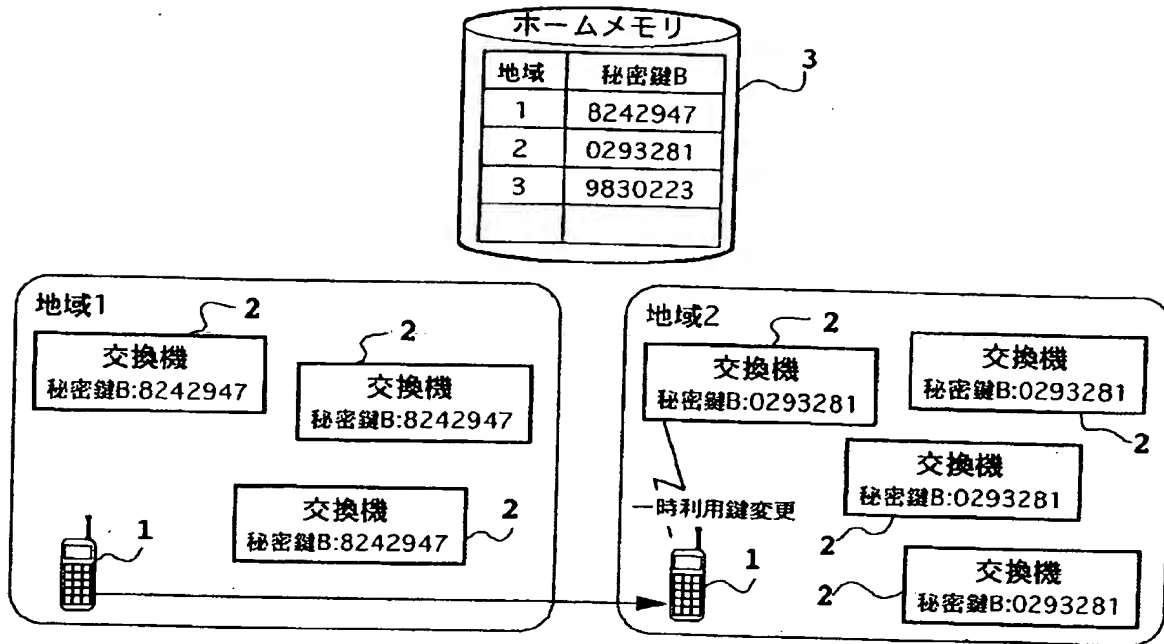 ホームメモリ
地域 秘密鍵B
1 8242947
2 0293281
3 9830223
3
地域1
2
交換機
秘密鍵B:8242947
2
交換機
秘密鍵B:8242947
交換機
秘密鍵B:8242947
2
1
地域2
2
交換機
秘密鍵B:0293281
交換機
秘密鍵B:0293281
2
交換機
秘密鍵B:0293281
2
一時利用鍵変更
1
2
交換機
秘密鍵B:0293281